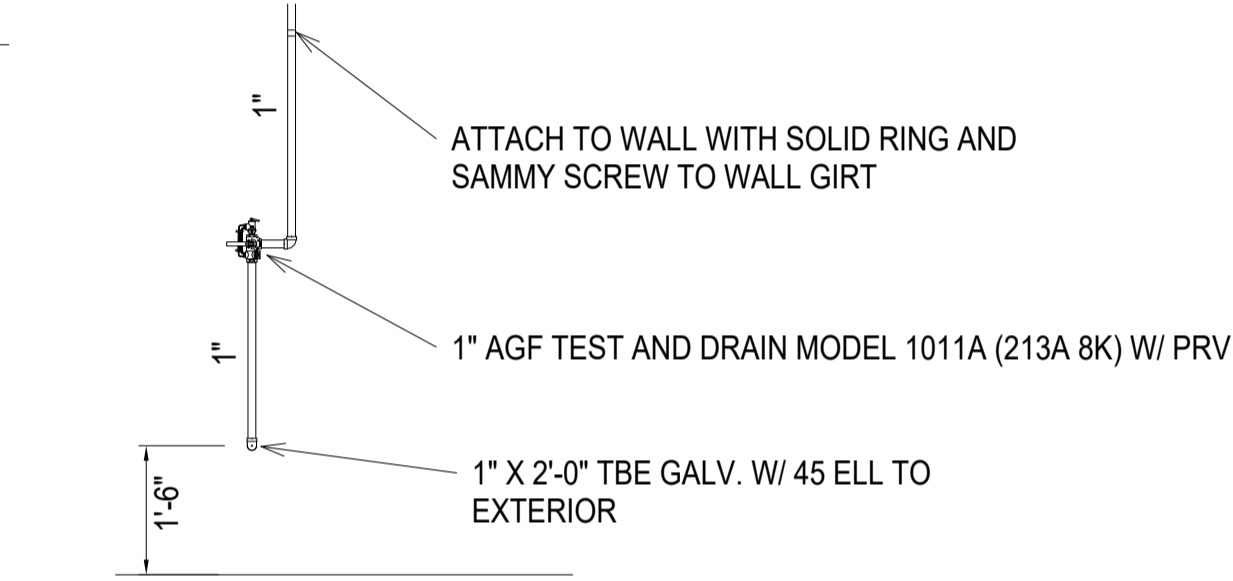 1"
ATTACH TO WALL WITH SOLID RING AND
SAMMY SCREW TO WALL GIRT
1" AGF TEST AND DRAIN MODEL 1011A (213A 8K) W/ PRV
1"
1" X 2'-0" TBE GALV. W/ 45 ELL TO
EXTERIOR
1'-6"